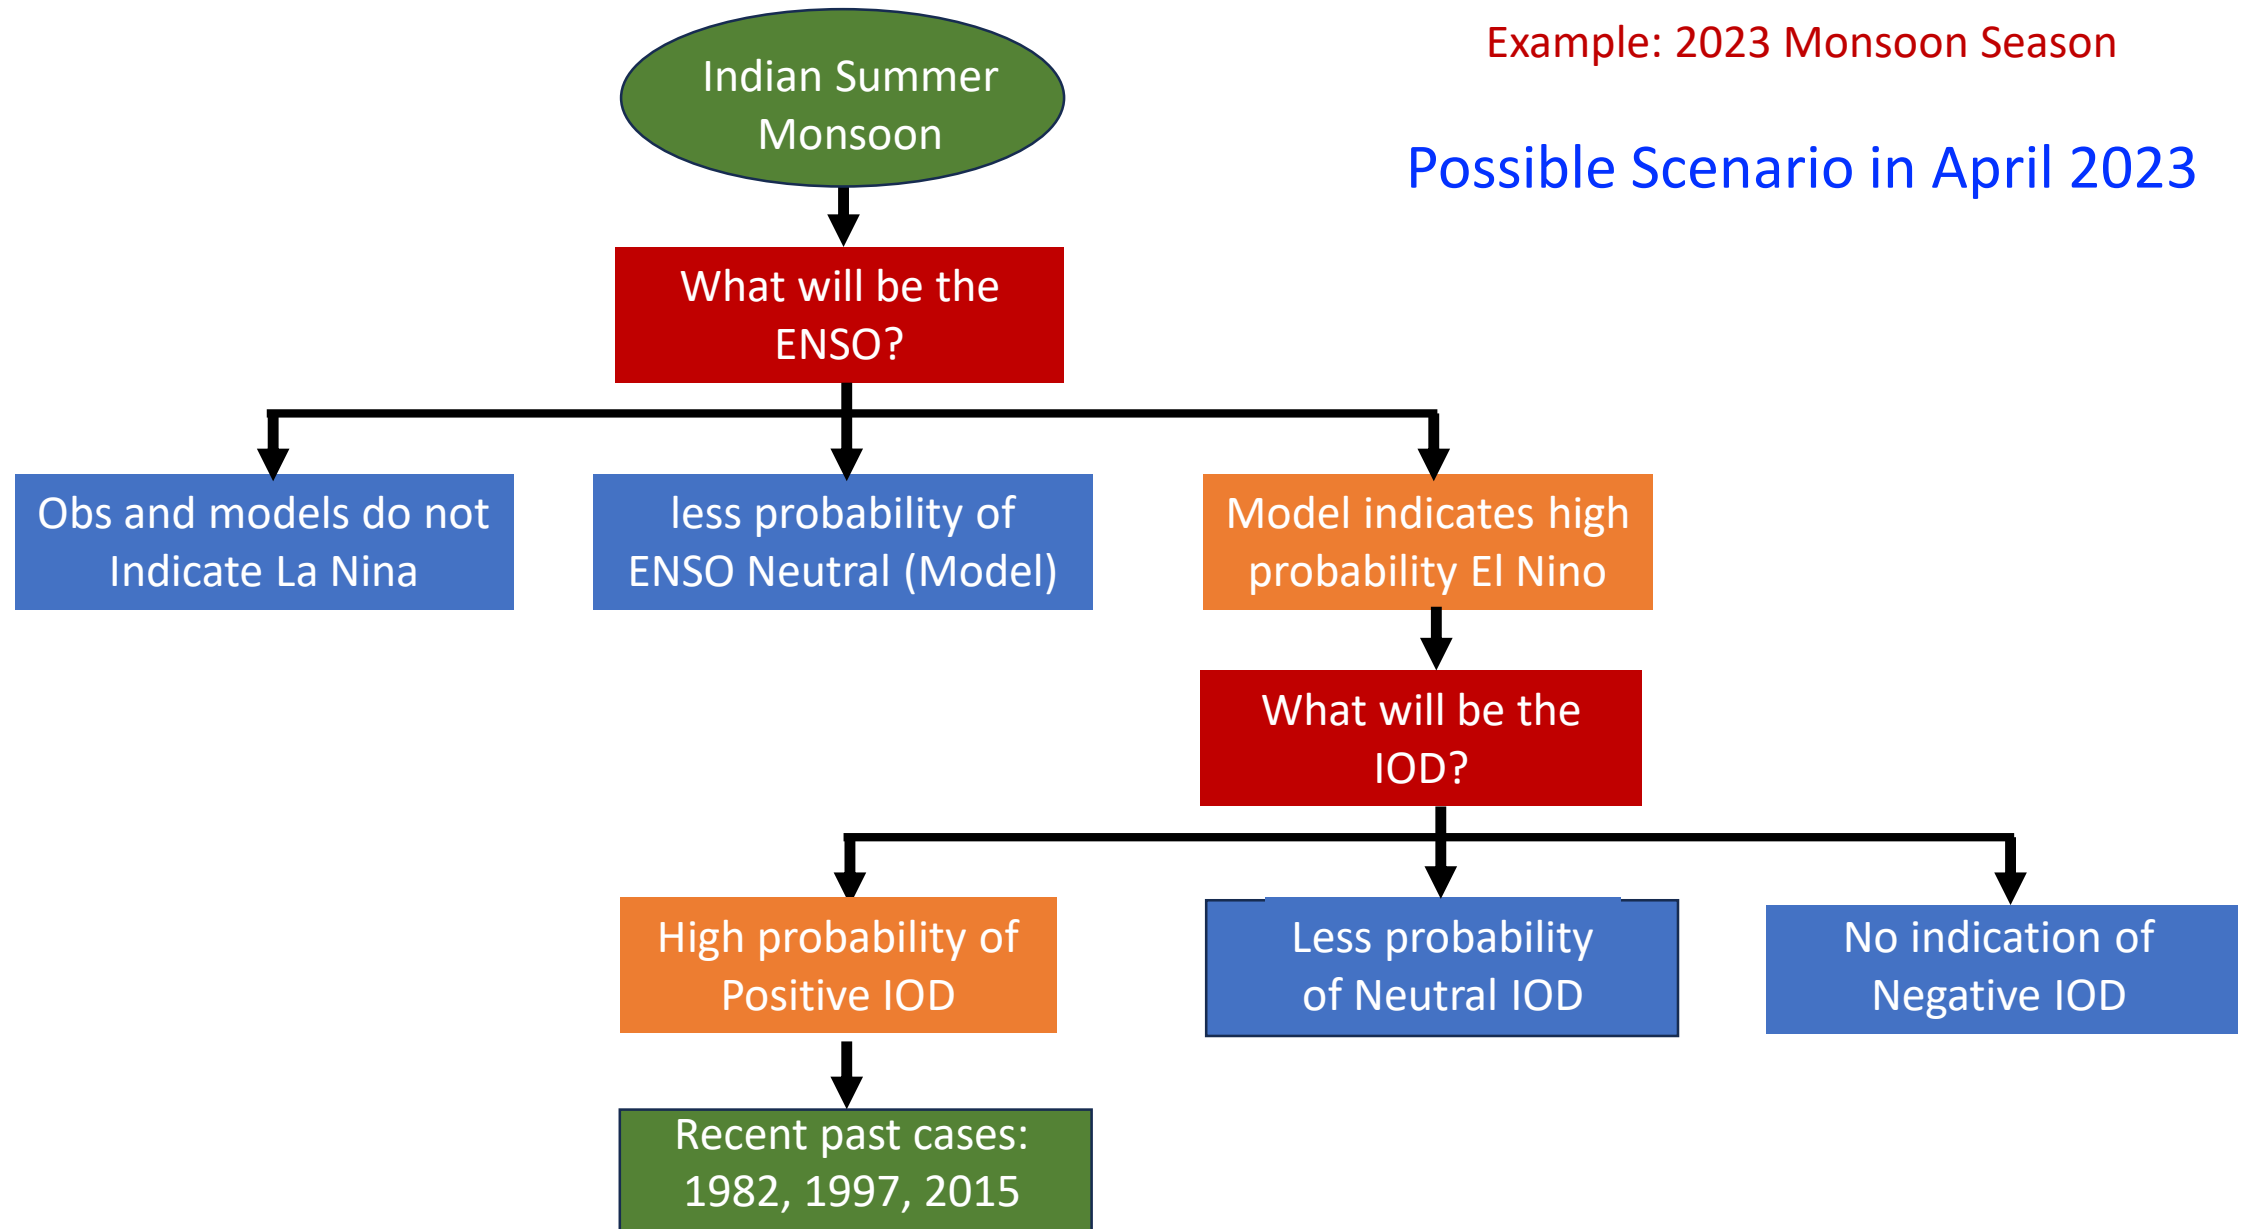 Example: 2023 Monsoon Season
Possible Scenario in April 2023
Indian Summer
Monsoon
What will be the
ENSO?
Obs and models do not
Indicate La Nina
less probability of
ENSO Neutral (Model)
Model indicates high
probability El Nino
What will be the
IOD?
High probability of
Positive IOD
Less probability
of Neutral IOD
No indication of
Negative IOD
Recent past cases:
1982, 1997, 2015